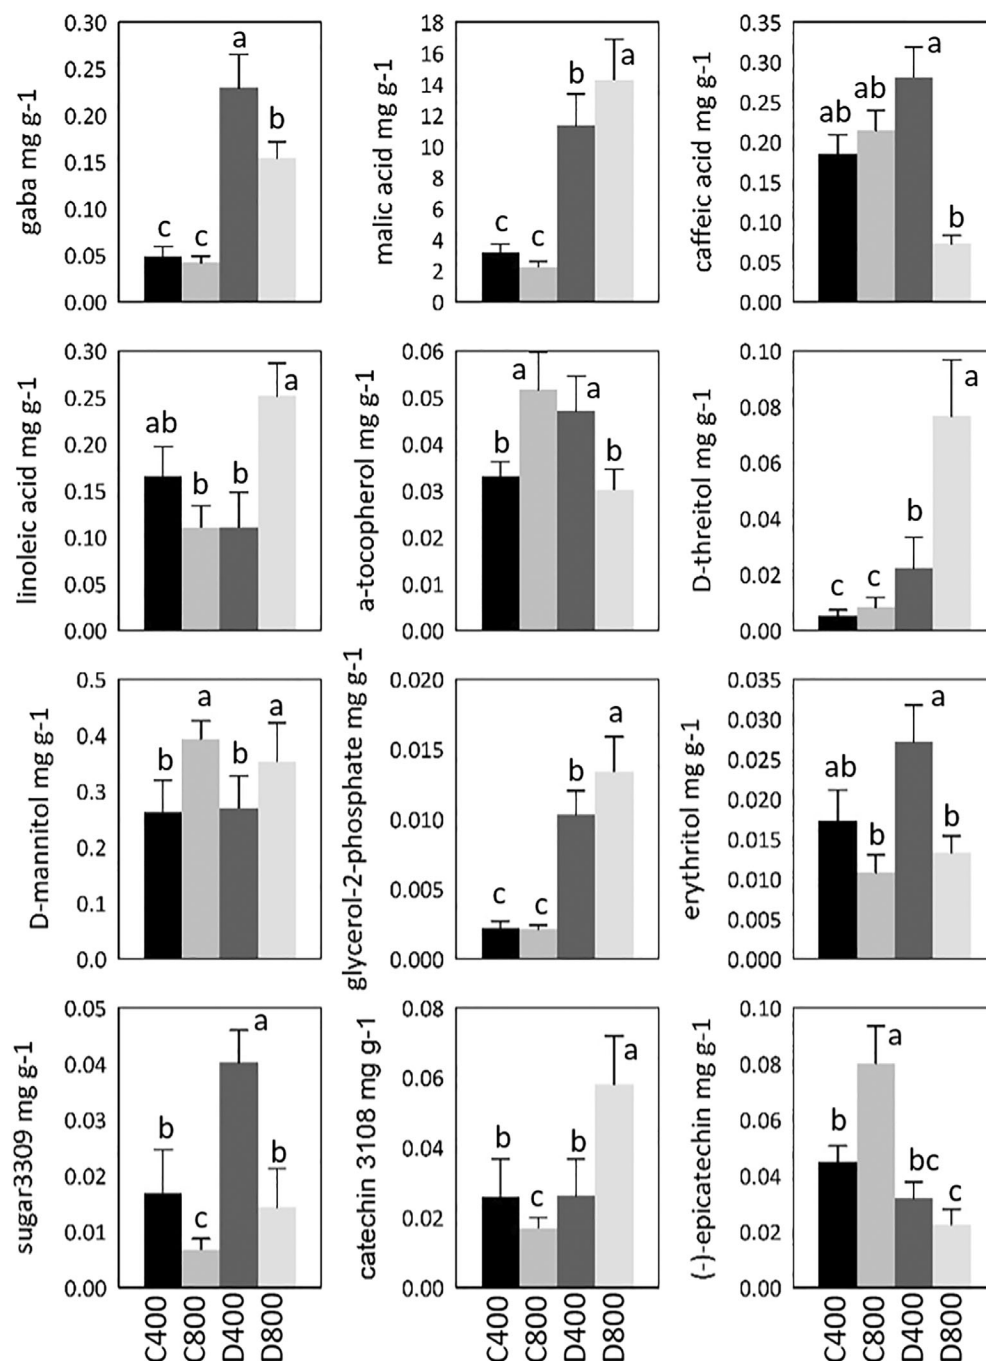 gaba mg g-1
0.30
0.25
0.20
0.15
0.10
0.05
0.00
c
c
a
b
malic acid mg g-1
18
16
14
12
10
8
6
4
2
0
c
c
b
a
caffeic acid mg g-1
0.35
0.30
0.25
0.20
0.15
0.10
0.05
0.00
ab
ab
a
b
linoleic acid mg g-1
0.30
0.25
0.20
0.15
0.10
0.05
0.00
ab
b
b
a
a-tocopherol mg g-1
0.06
0.05
0.04
0.03
0.02
0.01
0.00
b
a
a
b
D-threitol mg g-1
0.10
0.08
0.06
0.04
0.02
0.00
c
c
b
a
D-mannitol mg g-1
0.5
0.4
0.3
0.2
0.1
0.0
b
a
b
a
glycerol-2-phosphate mg g-1
0.020
0.015
0.010
0.005
0.000
c
c
b
a
erythritol mg g-1
0.035
0.030
0.025
0.020
0.015
0.010
0.005
0.000
ab
b
a
b
sugar3309 mg g-1
0.05
0.04
0.03
0.02
0.01
0.00
b
c
a
b
C400
C800
D400
D800
catechin 3108 mg g-1
0.08
0.06
0.04
0.02
0.00
b
c
b
a
C400
C800
D400
D800
(-)-epicatechin mg g-1
0.10
0.08
0.06
0.04
0.02
0.00
b
a
bc
c
C400
C800
D400
D800